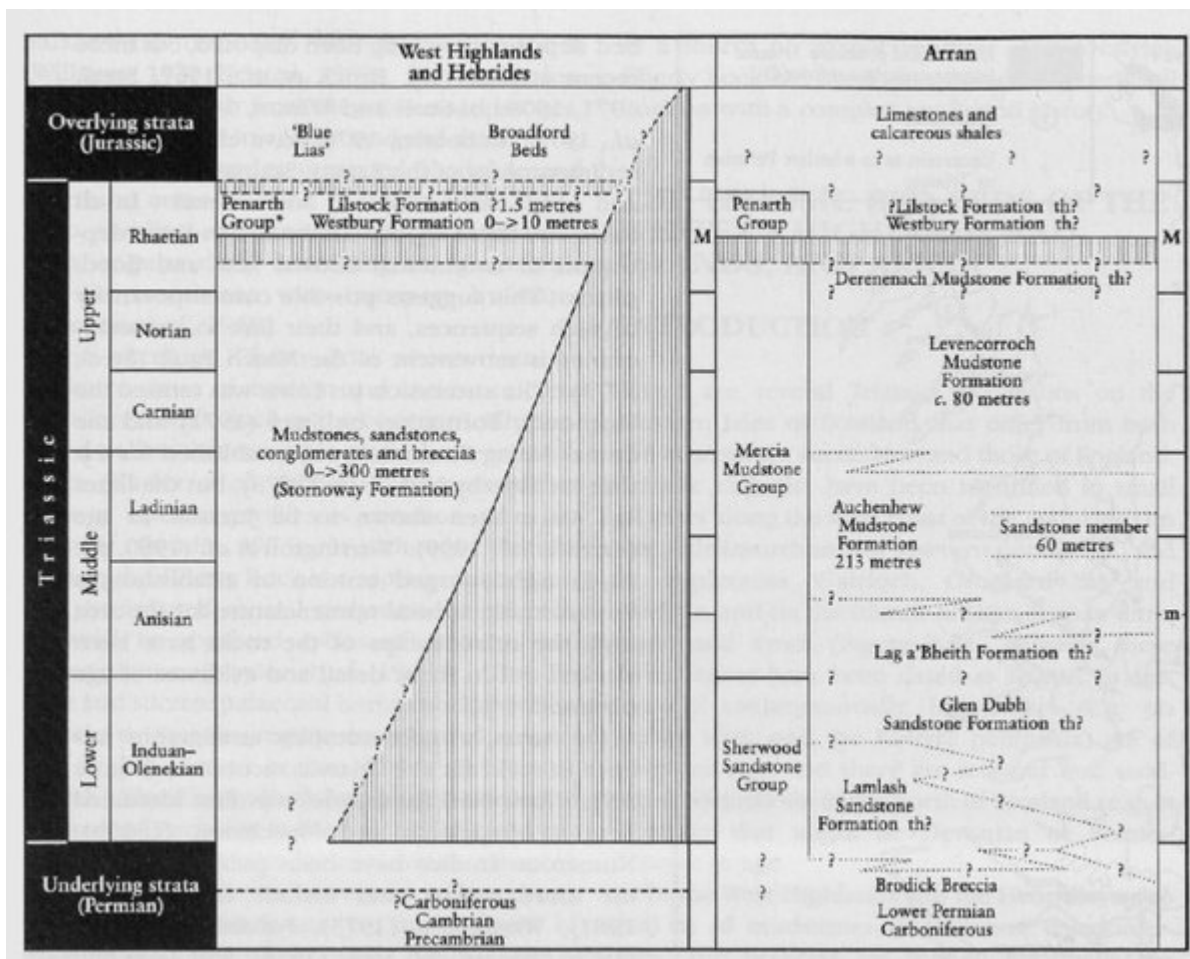 West Highlands
and Hebrides
Arran
Overlying strata
(Jurassic)
'Blue
Lias'
Broadford
Beds
Limestones and
calcareous shales
? ? ? ?
? ?
? ? ?
Triassic
Upper
Rhaetian
Penarth
Group*
? ? ?
Lilstock Formation ?1.5 metres
Westbury Formation 0–>10 metres
? ?
M
Penarth
Group
?Lilstock Formation th?
Westbury Formation th?
M
? ? ?
Derenenach Mudstone Formation th?
? ?
Norian
Levencorroch
Mudstone
Formation
c. 80 metres
Carnian
Mudstones, sandstones,
conglomerates and breccias
0–>300 metres
(Stornoway Formation)
Mercia
Mudstone
Group
?
Middle
Ladinian
Auchenhew
Mudstone
Formation
213 metres
Sandstone member
60 metres
Anisian
? ?
?
m
?
Lag a'Bheith Formation th?
? ? ?
Glen Dubh
Sandstone Formation th?
Lower
Induan–
Olenekian
Sherwood
Sandstone
Group
? ?
? ?
Lamlash
Sandstone
Formation th?
?
?
?
? ? ?
Underlying strata
(Permian)
?
?Carboniferous
Cambrian
Precambrian
?
Brodick Breccia
Lower Permian
Carboniferous